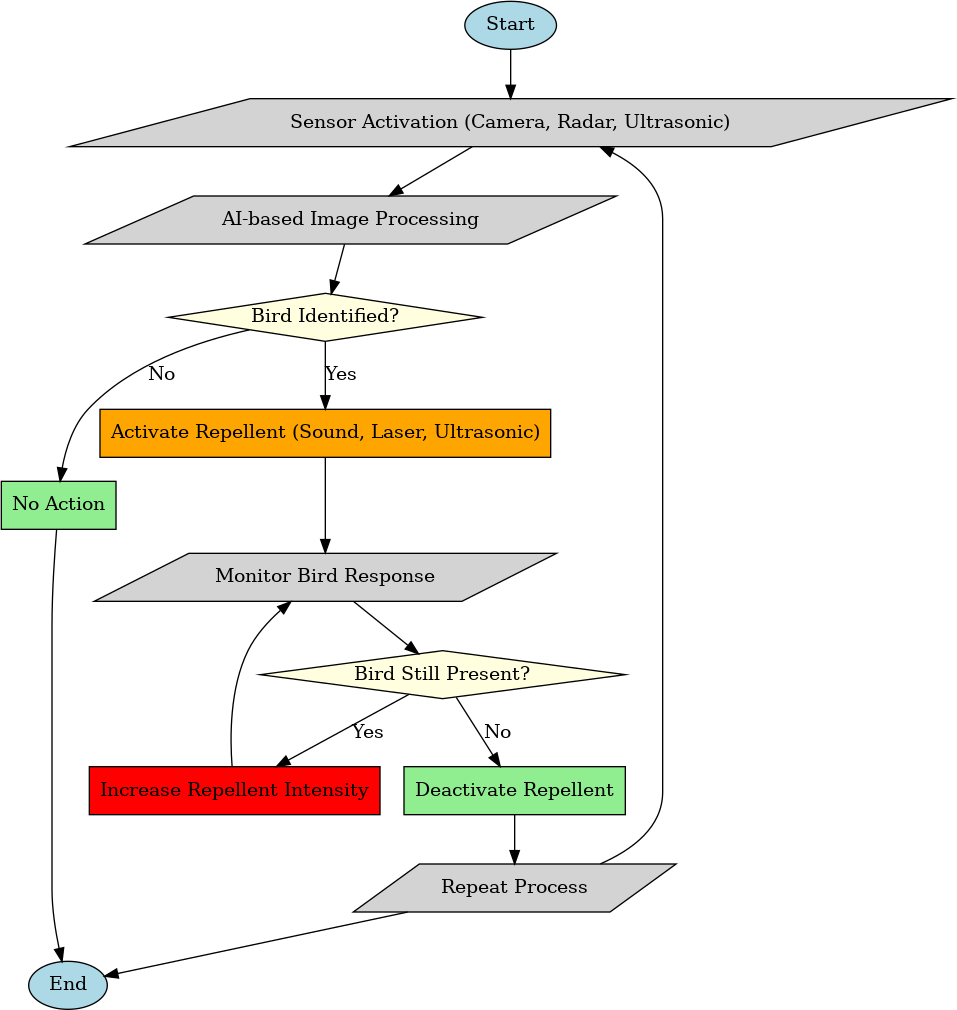 Start
Sensor Activation (Camera, Radar, Ultrasonic)
AI-based Image Processing
Bird Identified?
No
Yes
Activate Repellent (Sound, Laser, Ultrasonic)
No Action
Monitor Bird Response
Bird Still Present?
Yes
No
Increase Repellent Intensity
Deactivate Repellent
Repeat Process
End